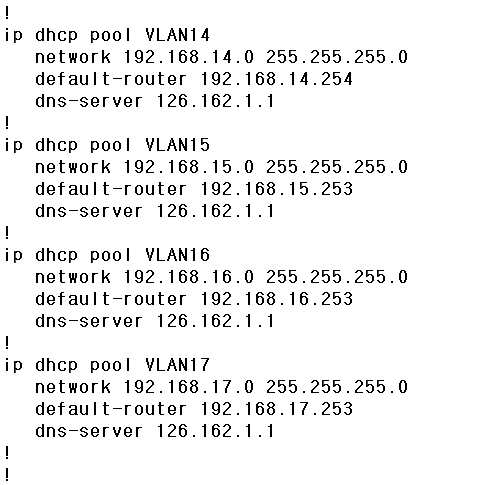 !
ip dhcp pool VLAN14
   network 192.168.14.0 255.255.255.0
   default-router 192.168.14.254
   dns-server 126.162.1.1
!
ip dhcp pool VLAN15
   network 192.168.15.0 255.255.255.0
   default-router 192.168.15.253
   dns-server 126.162.1.1
!
ip dhcp pool VLAN16
   network 192.168.16.0 255.255.255.0
   default-router 192.168.16.253
   dns-server 126.162.1.1
!
ip dhcp pool VLAN17
   network 192.168.17.0 255.255.255.0
   default-router 192.168.17.253
   dns-server 126.162.1.1
!
!